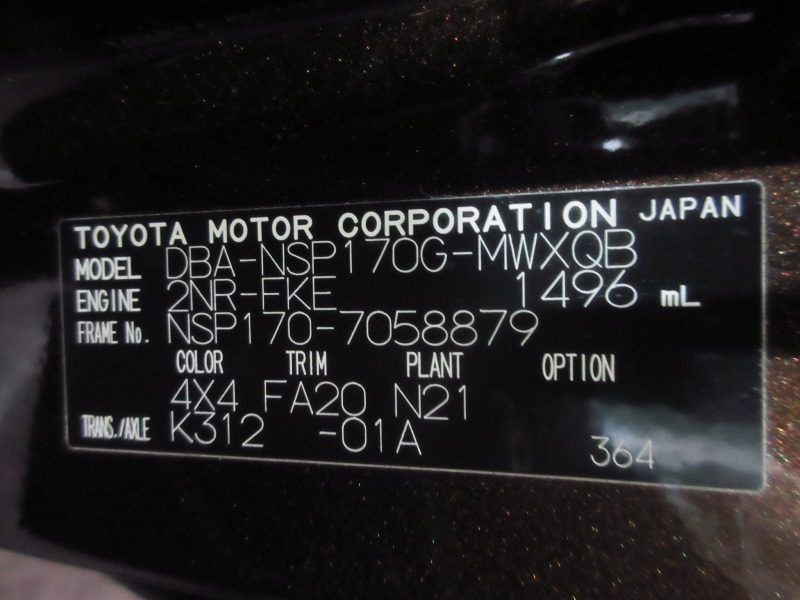 TOYOTA MOTOR CORPORATION JAPAN
MODEL DBA-NSP170G-MWXQB
ENGINE 2NR-FKE 1496 mL
FRAME No. NSP170-7058879
COLOR TRIM PLANT OPTION
4X4 FA20 N21
TRANS./AXLE K312 -01A
364